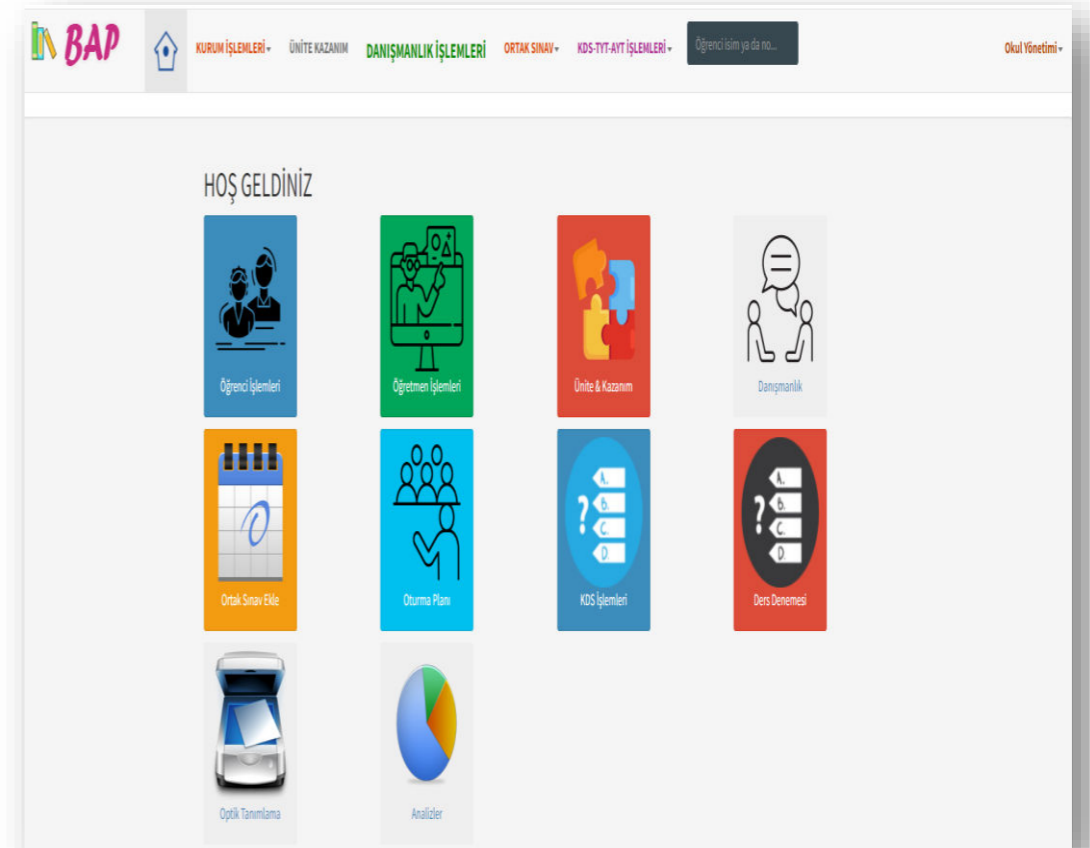 BAP
KURUM İŞLEMLERİ
ÜNİTE KAZANIM
DANIŞMANLIK İŞLEMLERİ
ORTAK SINAV
KDS-TYT-AYT İŞLEMLERİ
Öğrenci isim ya da no...
Okul Yönetimi
HOŞ GELDİNİZ
Öğrenci İşlemleri
Öğretmen İşlemleri
Ünite & Kazanım
Danışmanlık
Ortak Sınav Ekle
Oturma Planı
? A. B. C. D.
KDS İşlemleri
? A. B. C. D.
Ders Denemesi
Optik Tanımlama
Analizler